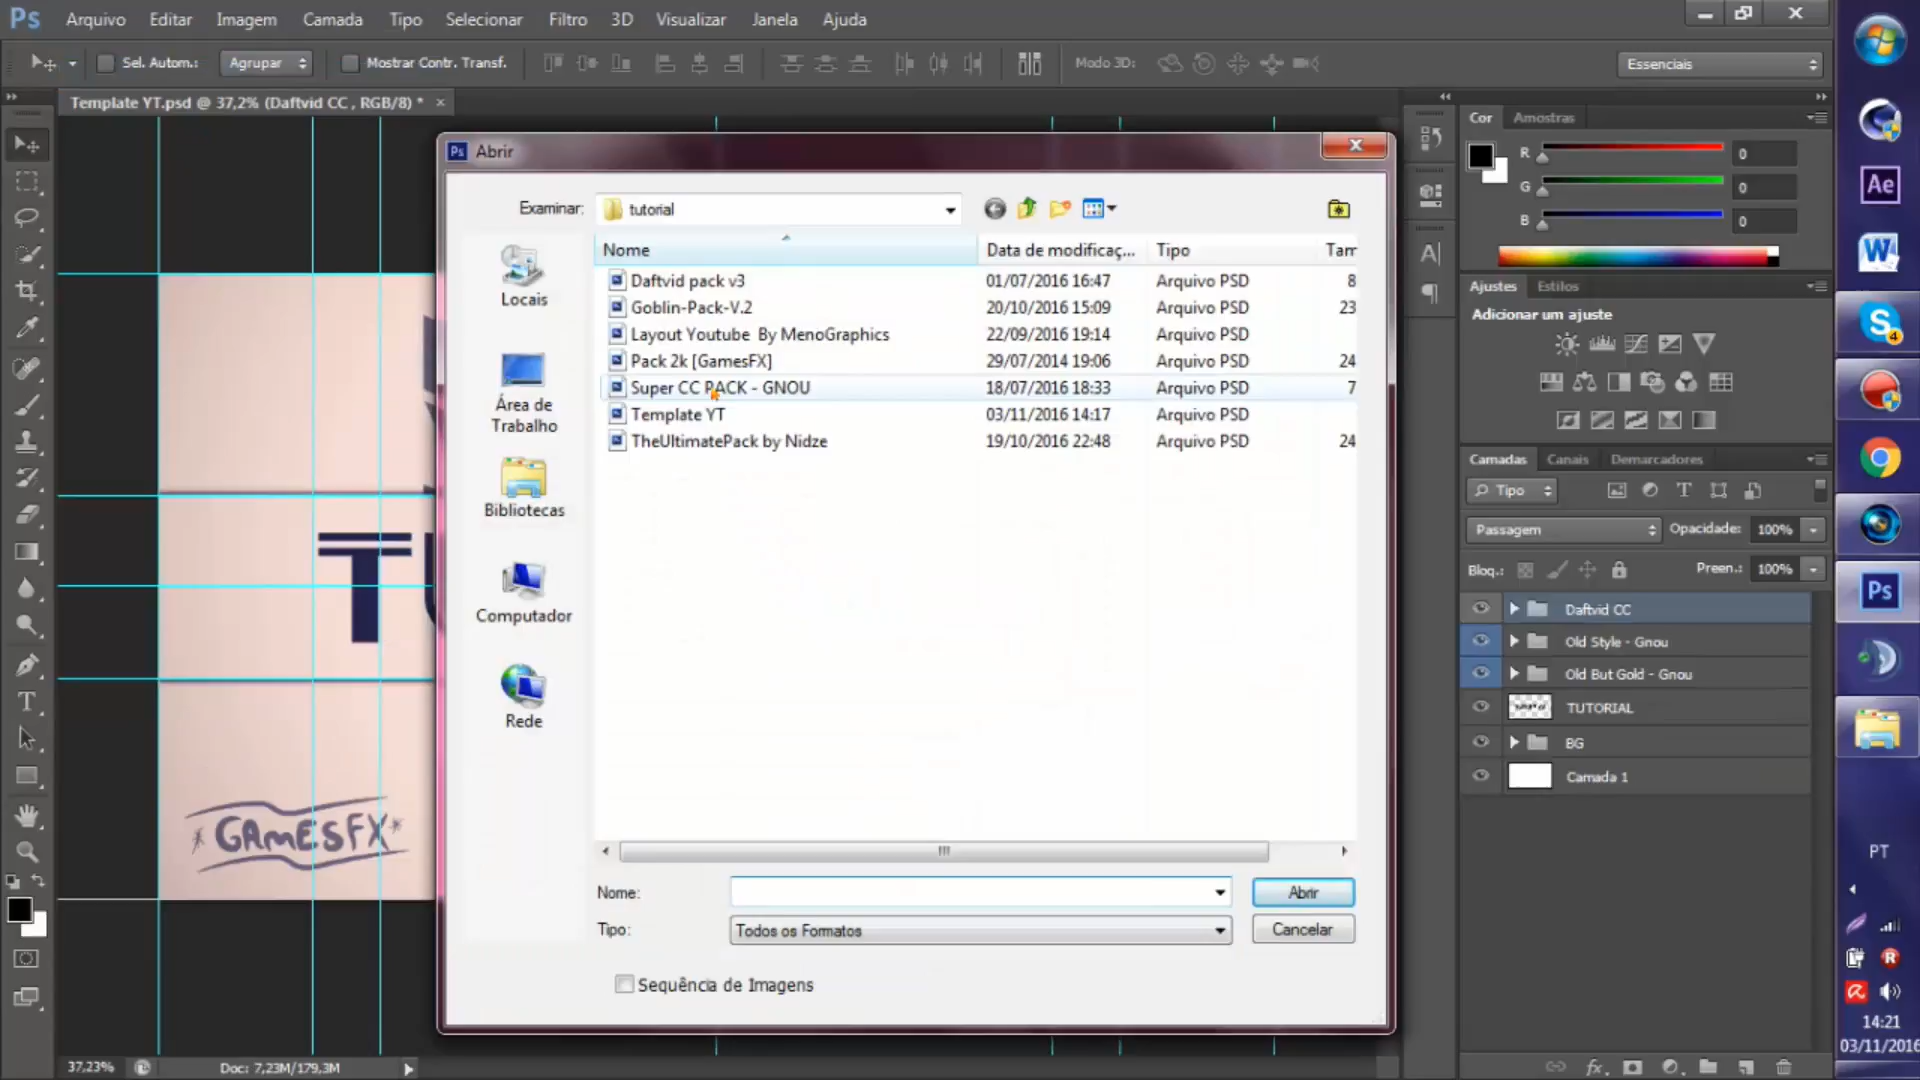 Ps Arquivo Editar Imagem Camada Tipo Selecionar Filtro 3D Visualizar Janela Ajuda
Sel. Autom.: Agrupar Mostrar Contr. Transf. Modo 3D: Essenciais
Template YT.psd @ 37,2% (Daftvid CC , RGB/8) * ×
Ps Abrir
Examinar: tutorial
Nome Data de modificaç... Tipo Tam
Daftvid pack v3 01/07/2016 16:47 Arquivo PSD 8
Goblin-Pack-V.2 20/10/2016 15:09 Arquivo PSD 23
Layout Youtube By MenoGraphics 22/09/2016 19:14 Arquivo PSD
Pack 2k [GamesFX] 29/07/2014 19:06 Arquivo PSD 24
Super CC PACK - GNOU 18/07/2016 18:33 Arquivo PSD 7
Template YT 03/11/2016 14:17 Arquivo PSD
TheUltimatePack by Nidze 19/10/2016 22:48 Arquivo PSD 24
Locais
Área de
Trabalho
Bibliotecas
Computador
Rede
Nome: Abrir
Tipo: Todos os Formatos Cancelar
Sequência de Imagens
T
GAMESFX
37,23% Doc: 7,23M/179,3M
Cor Amostras
R 0
G 0
B 0
Ajustes Estilos
Adicionar um ajuste
Camadas Canais Demarcadores
Tipo
Passagem Opacidade: 100%
Bloq.: Preen.: 100%
Daftvid CC
Old Style - Gnou
Old But Gold - Gnou
TUTORIAL
BG
Camada 1
fx
Ae
W
S 4
Ps
PT
R
14:21
03/11/2016